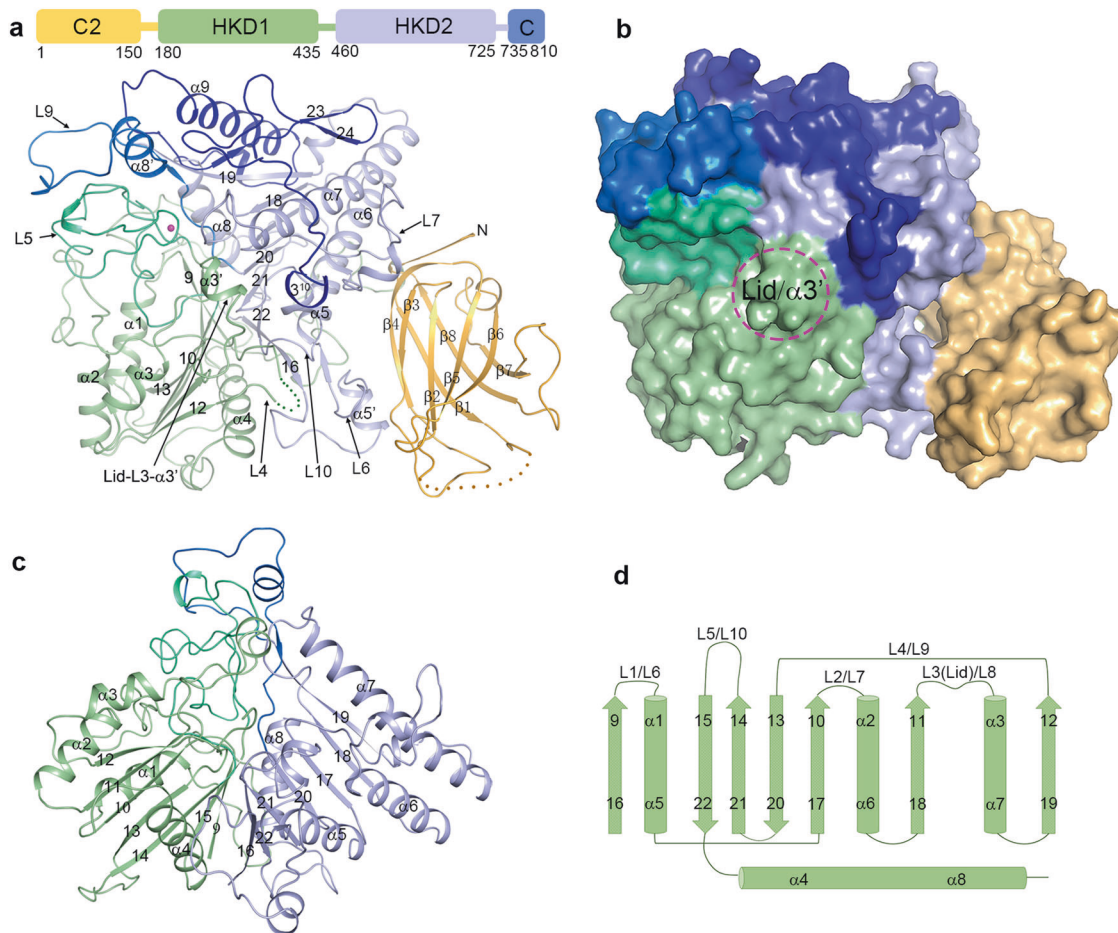 a
C2 HKD1 HKD2 C
1 150 180 435 460 725 735 810
α9
L9
23
24
α8'
19
α7
18
α6
α8
L7
L5
N
20
9 α3'
21
3¹⁰
α5
β3
β6
β4
β8
22
α1
10
16
β7
α2
α3
13
β5
β2
β1
12
α4
α5'
Lid-L3-α3' L4 L10 L6
b
Lid/α3'
c
α3
α7
α2
19
12
α8
α1
18
11
17
10
21
20
α6
15
13
9
α5
α4
22
14
16
d
L5/L10
L4/L9
L1/L6 L2/L7 L3(Lid)/L8
9 α1 15 14 13 10 α2 11 α3 12
16 α5 22 21 20 17 α6 18 α7 19
α4 α8